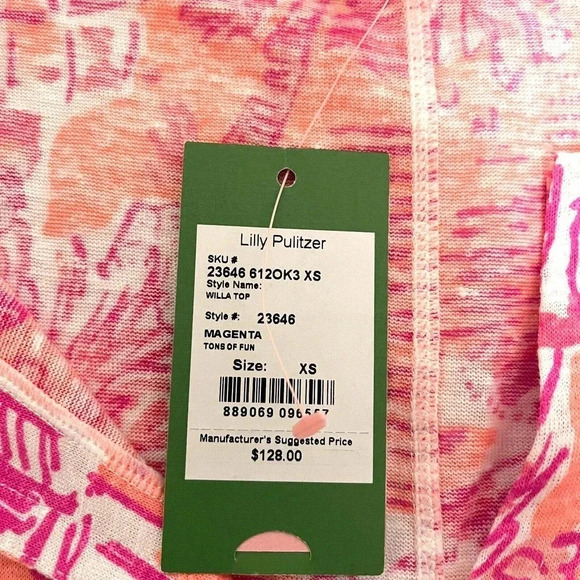 Lilly Pulitzer
SKU #
23646 612OK3 XS
Style Name:
WILLA TOP
Style #: 23646
MAGENTA
TONS OF FUN
Size: XS
889069
Manufacturer's Suggested Price
$128.00